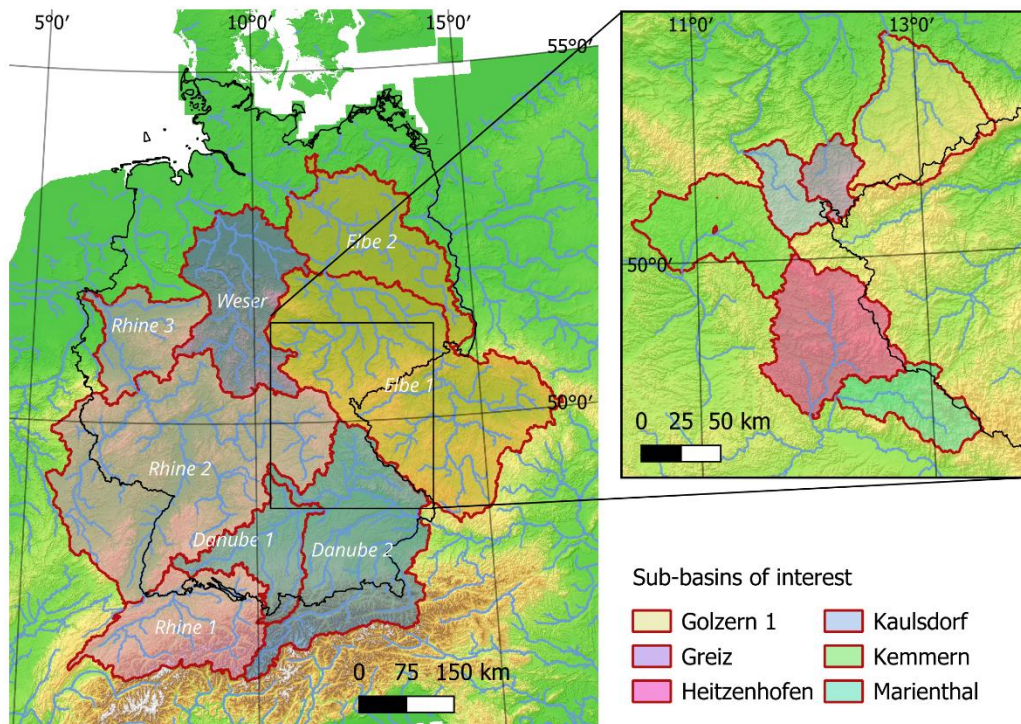 5°0′ 10°0′ 15°0′
55°0′
50°0′
Elbe 2
Weser
Rhine 3
Elbe 1
Rhine 2
Danube 1
Danube 2
Rhine 1
0 75 150 km
11°0′ 13°0′
50°0′
0 25 50 km
Sub-basins of interest
Golzern 1
Greiz
Heitzenhofen
Kaulsdorf
Kemmern
Marienthal